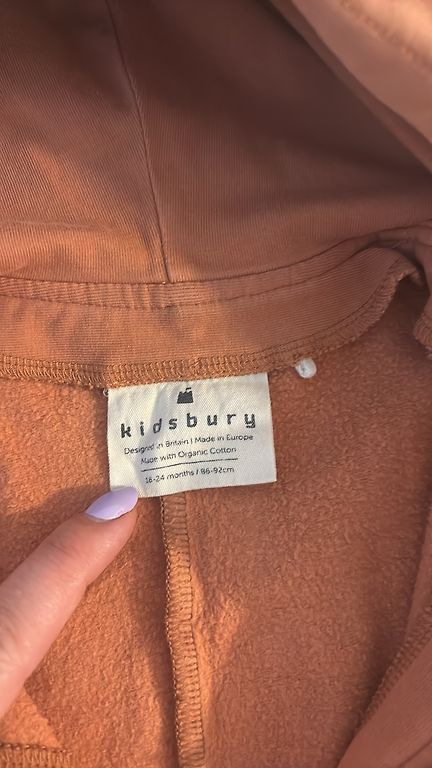 kidsbury
Designed in Britain | Made in Europe
Made with Organic Cotton
18-24 months / 86-92cm